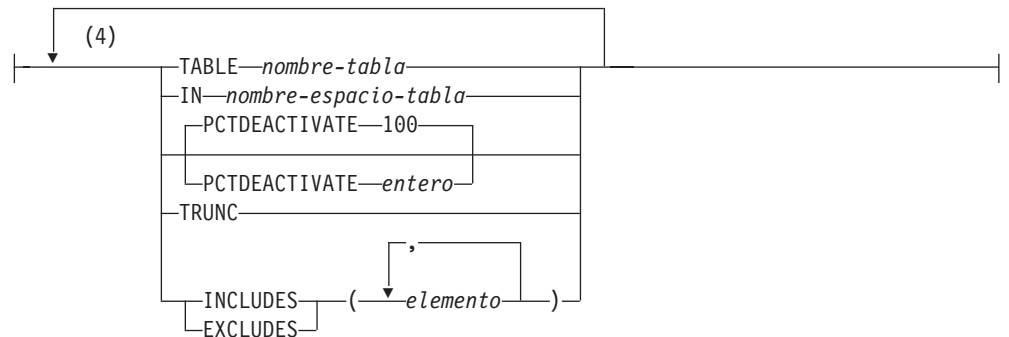 (4)
TABLE nombre-tabla
IN nombre-espacio-tabla
PCTDEACTIVATE 100
PCTDEACTIVATE entero
TRUNC
,
INCLUDES ( elemento )
EXCLUDES